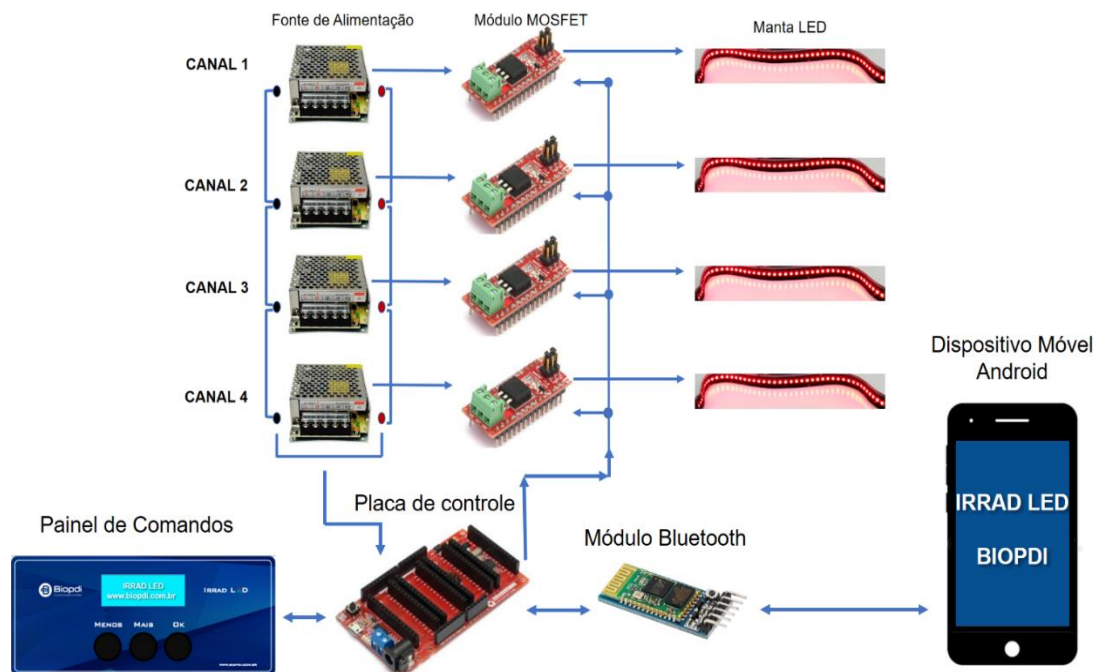 Fonte de Alimentação
Módulo MOSFET
Manta LED
CANAL 1
CANAL 2
CANAL 3
CANAL 4
Dispositivo Móvel
Android
IRRAD LED
BIOPDI
Painel de Comandos
Placa de controle
Módulo Bluetooth
Biopdi
IRRAD LED
www.biopdi.com.br
IRRAD LED
MENOS MAIS OK